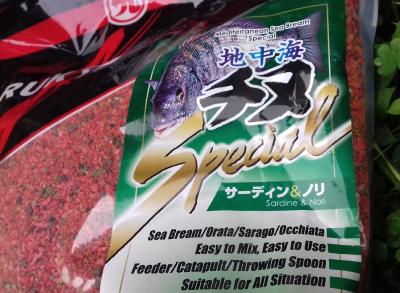 Mediterranean Sea Bream
Special
地中海
チヌ
Special
サーディン&ノリ
Sardine & Nori
Sea Bream/Orata/Sarago/Occhiata
Easy to Mix, Easy to Use
Feeder/Catapult/Throwing Spoon
Suitable for All Situation